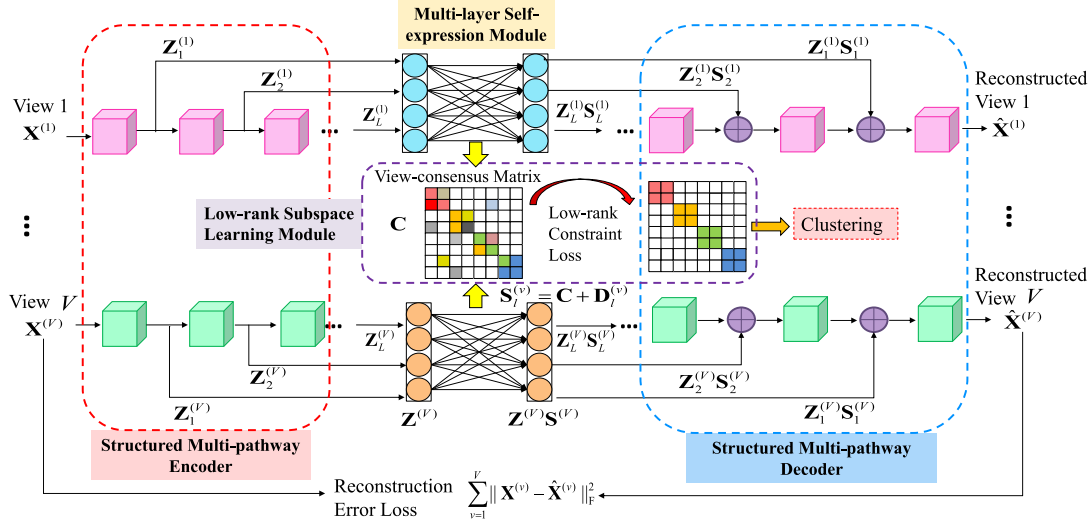 Multi-layer Self-
expression Module
Z_1^{(1)}
Z_2^{(1)}
Z_L^{(1)}
Z_1^{(1)}S_1^{(1)}
Z_2^{(1)}S_2^{(1)}
Z_L^{(1)}S_L^{(1)}
View 1
X^{(1)}
...
...
Reconstructed
View 1
X̂^{(1)}
View-consensus Matrix
C
Low-rank Subspace
Learning Module
Low-rank
Constraint
Loss
Clustering
S_l^{(v)} = C + D_l^{(v)}
View V
X^{(V)}
...
...
Z_L^{(V)}
Z_2^{(V)}
Z_1^{(V)}
Z^{(V)}
Z_L^{(V)}S_L^{(V)}
Z_2^{(V)}S_2^{(V)}
Z_1^{(V)}S_1^{(V)}
Z^{(V)}S^{(V)}
Reconstructed
View V
X̂^{(V)}
Structured Multi-pathway
Encoder
Structured Multi-pathway
Decoder
Reconstruction
Error Loss
\sum_{v=1}^{V} || X^{(v)} − X̂^{(v)} ||_F^2